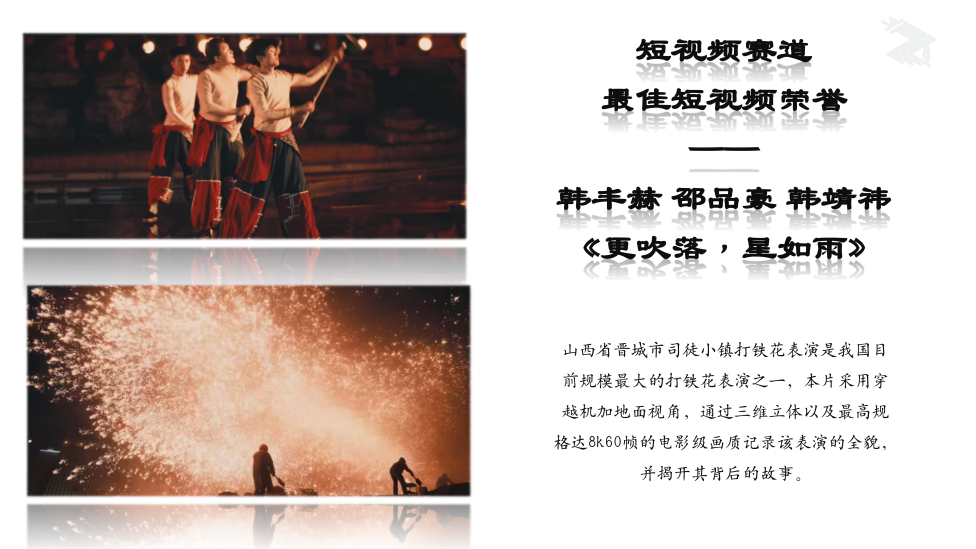 短视频赛道
最佳短视频荣誉
——
韩丰赫 邵品豪 韩靖祎
《更吹落，星如雨》
山西省晋城市司徒小镇打铁花表演是我国目
前规模最大的打铁花表演之一，本片采用穿
越机加地面视角，通过三维立体以及最高规
格达8k60帧的电影级画质记录该表演的全貌，
并揭开其背后的故事。